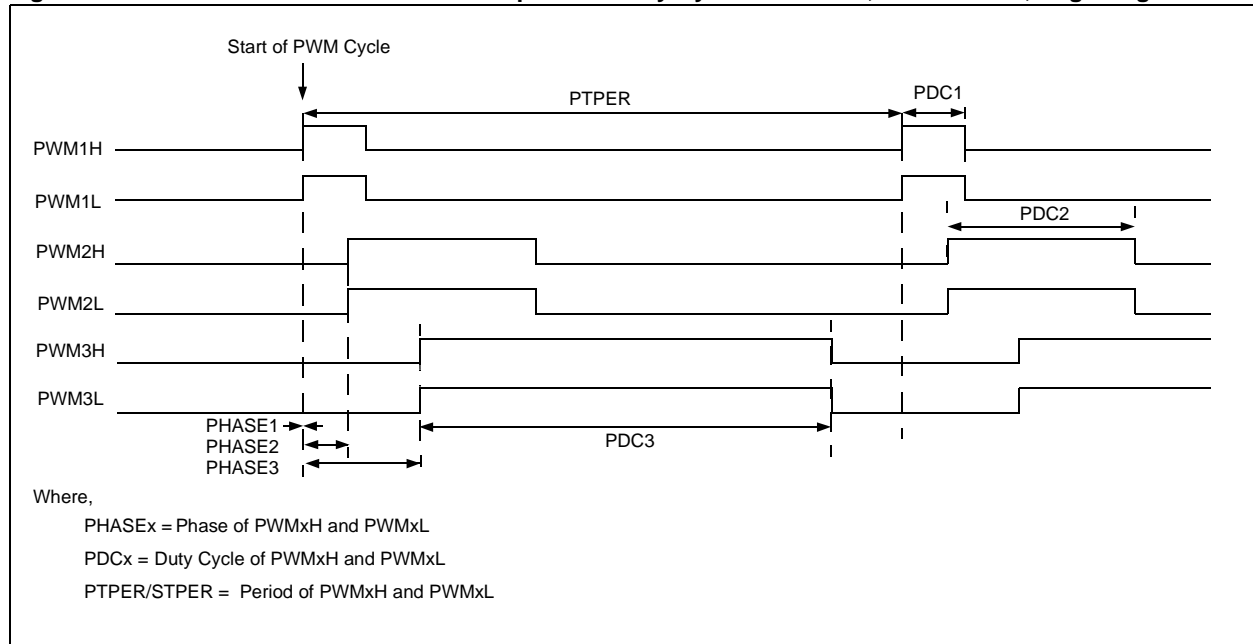 Start of PWM Cycle
PTPER
PDC1
PWM1H
PWM1L
PDC2
PWM2H
PWM2L
PWM3H
PWM3L
PHASE1
PHASE2
PHASE3
PDC3
Where,
PHASEx = Phase of PWMxH and PWMxL
PDCx = Duty Cycle of PWMxH and PWMxL
PTPER/STPER = Period of PWMxH and PWMxL